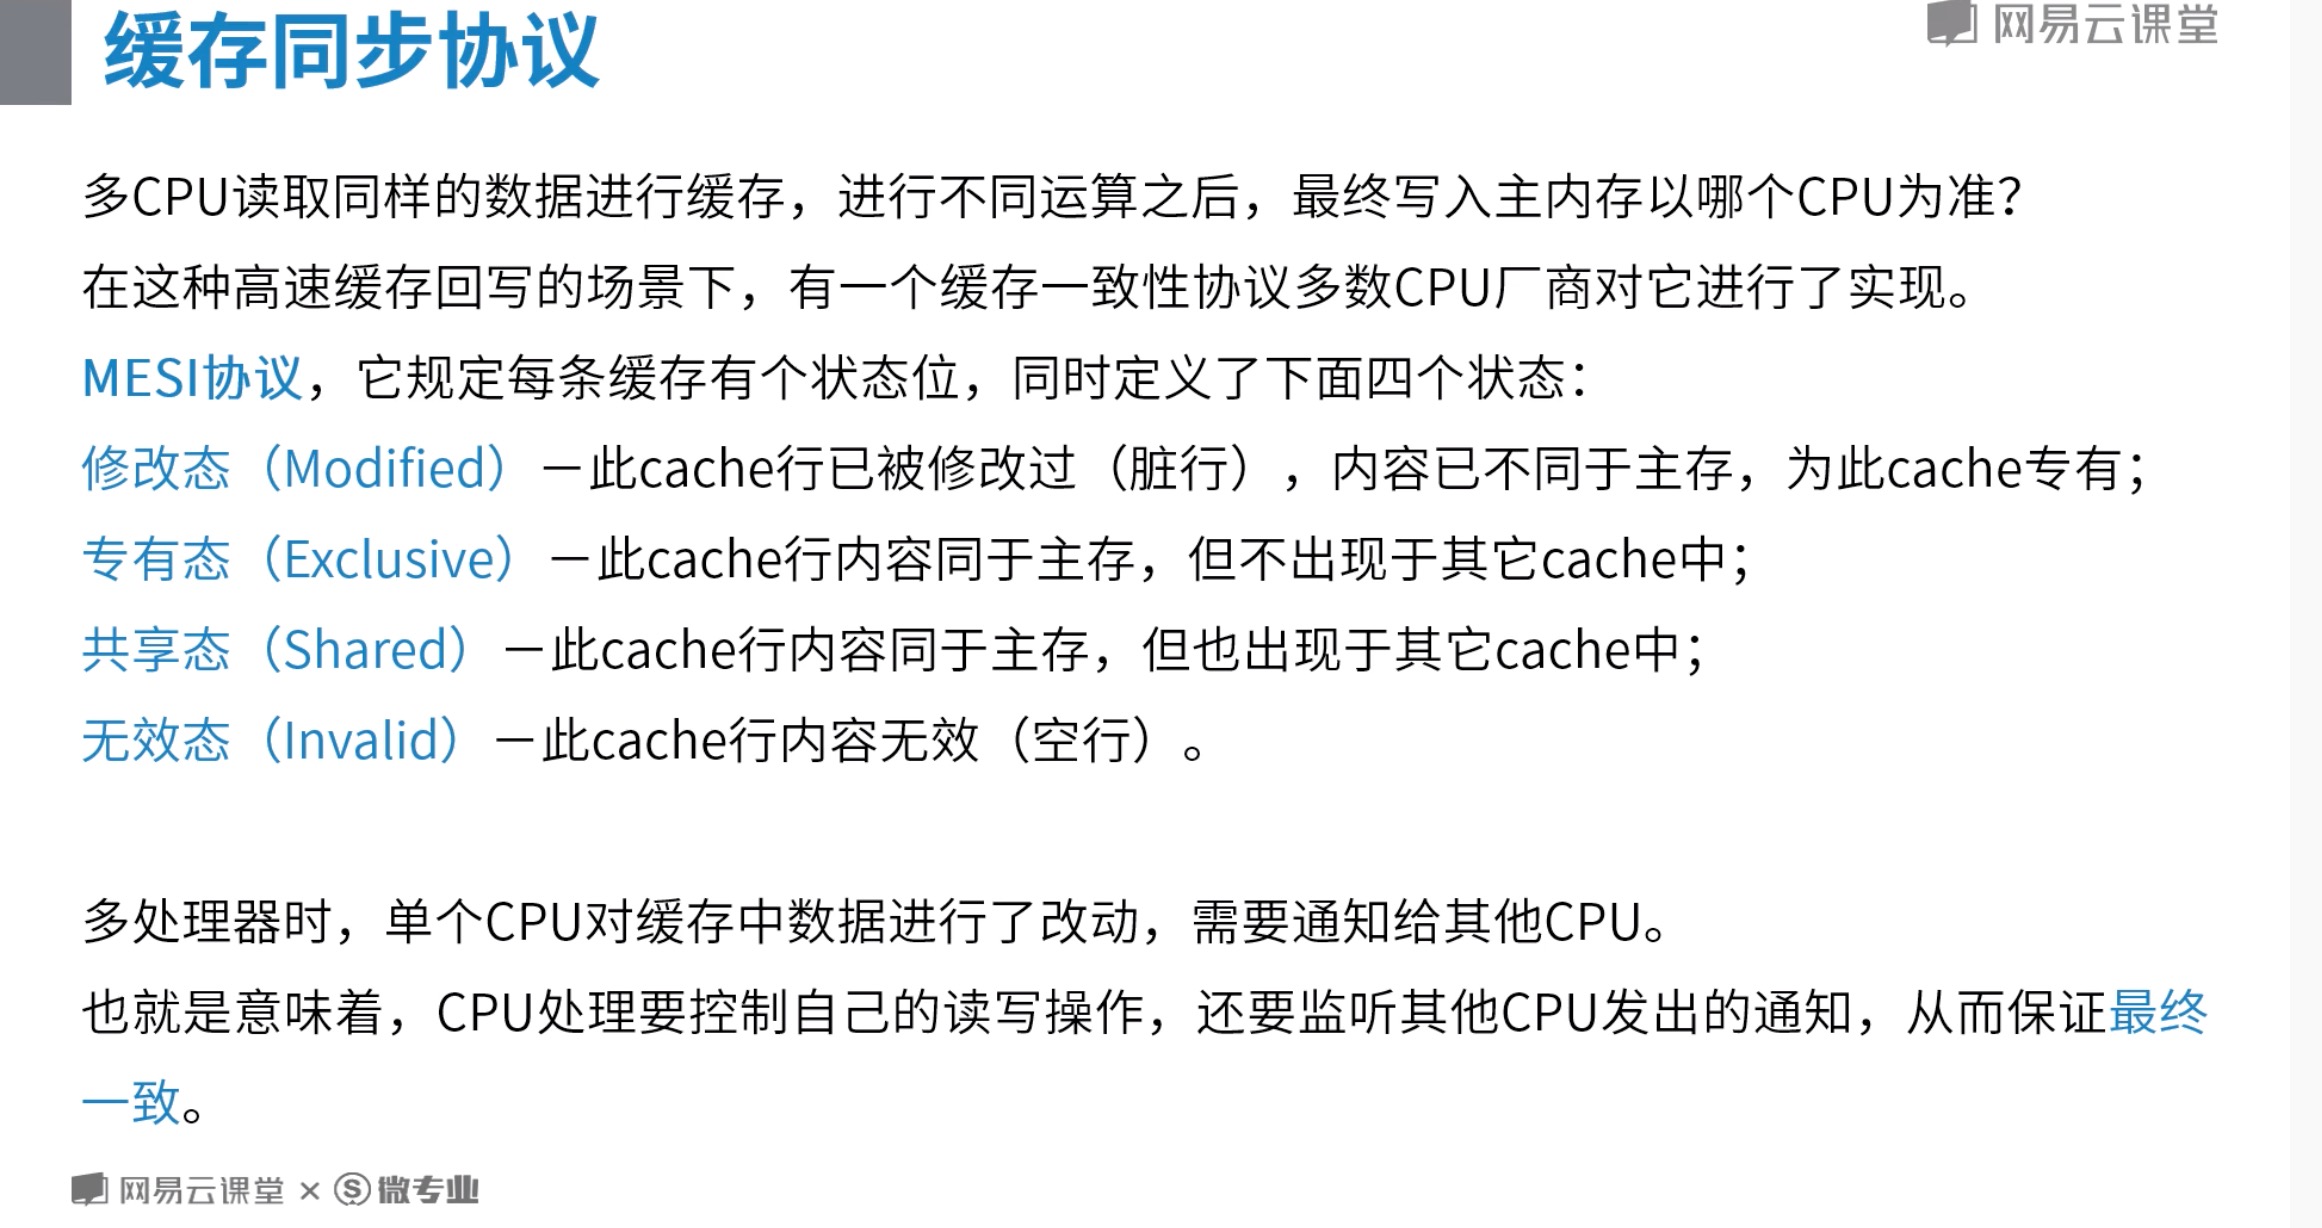 缓存同步协议
网易云课堂
多CPU读取同样的数据进行缓存，进行不同运算之后，最终写入主内存以哪个CPU为准？
在这种高速缓存回写的场景下，有一个缓存一致性协议多数CPU厂商对它进行了实现。
MESI协议，它规定每条缓存有个状态位，同时定义了下面四个状态：
修改态（Modified）－此cache行已被修改过（脏行），内容已不同于主存，为此cache专有；
专有态（Exclusive）－此cache行内容同于主存，但不出现于其它cache中；
共享态（Shared）－此cache行内容同于主存，但也出现于其它cache中；
无效态（Invalid）－此cache行内容无效（空行）。
多处理器时，单个CPU对缓存中数据进行了改动，需要通知给其他CPU。
也就是意味着，CPU处理要控制自己的读写操作，还要监听其他CPU发出的通知，从而保证最终
一致。
网易云课堂 × S 微专业